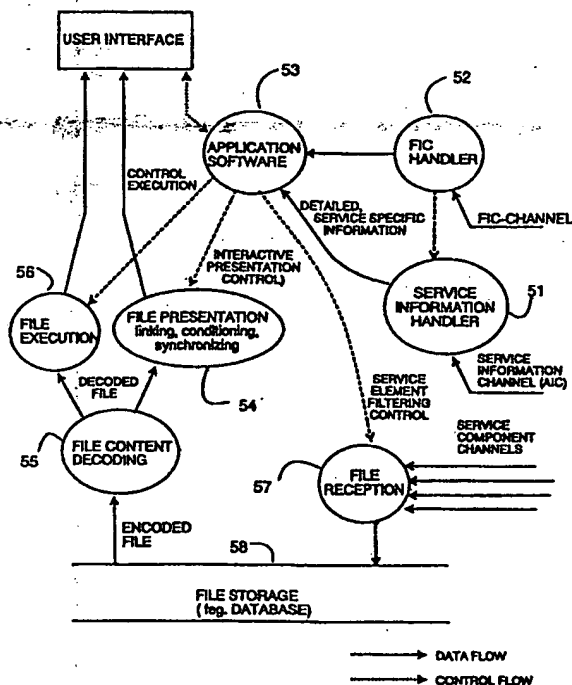 USER INTERFACE
53
52
APPLICATION
SOFTWARE
FIC
HANDLER
CONTROL
EXECUTION
DETAILED,
SERVICE SPECIFIC
INFORMATION
FIC-CHANNEL
56
INTERACTIVE
PRESENTATION
CONTROL)
SERVICE
INFORMATION
HANDLER
51
FILE
EXECUTION
FILE PRESENTATION
linking, conditioning,
synchronizing
SERVICE
INFORMATION
CHANNEL (AIC)
DECODED
FILE
54
SERVICE
ELEMENT
FILTERING
CONTROL
SERVICE
COMPONENT
CHANNELS
55
FILE CONTENT
DECODING
57
FILE
RECEPTION
ENCODED
FILE
58
FILE STORAGE
( feg. DATABASE)
DATA FLOW
CONTROL FLOW